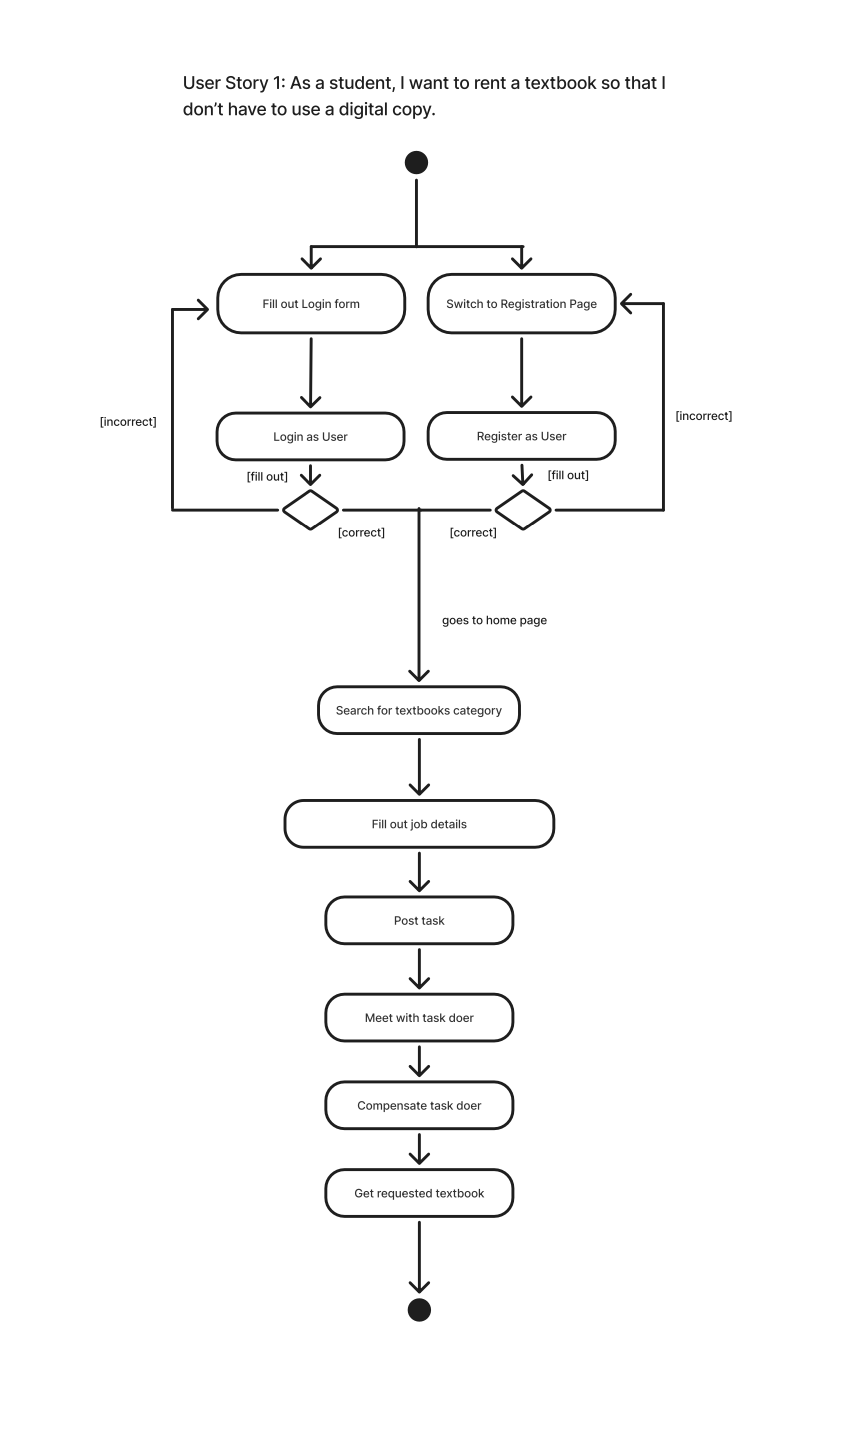 User Story 1: As a student, I want to rent a textbook so that I
don’t have to use a digital copy.
Fill out Login form
Switch to Registration Page
[incorrect]
[incorrect]
Login as User
Register as User
[fill out]
[fill out]
[correct]
[correct]
goes to home page
Search for textbooks category
Fill out job details
Post task
Meet with task doer
Compensate task doer
Get requested textbook